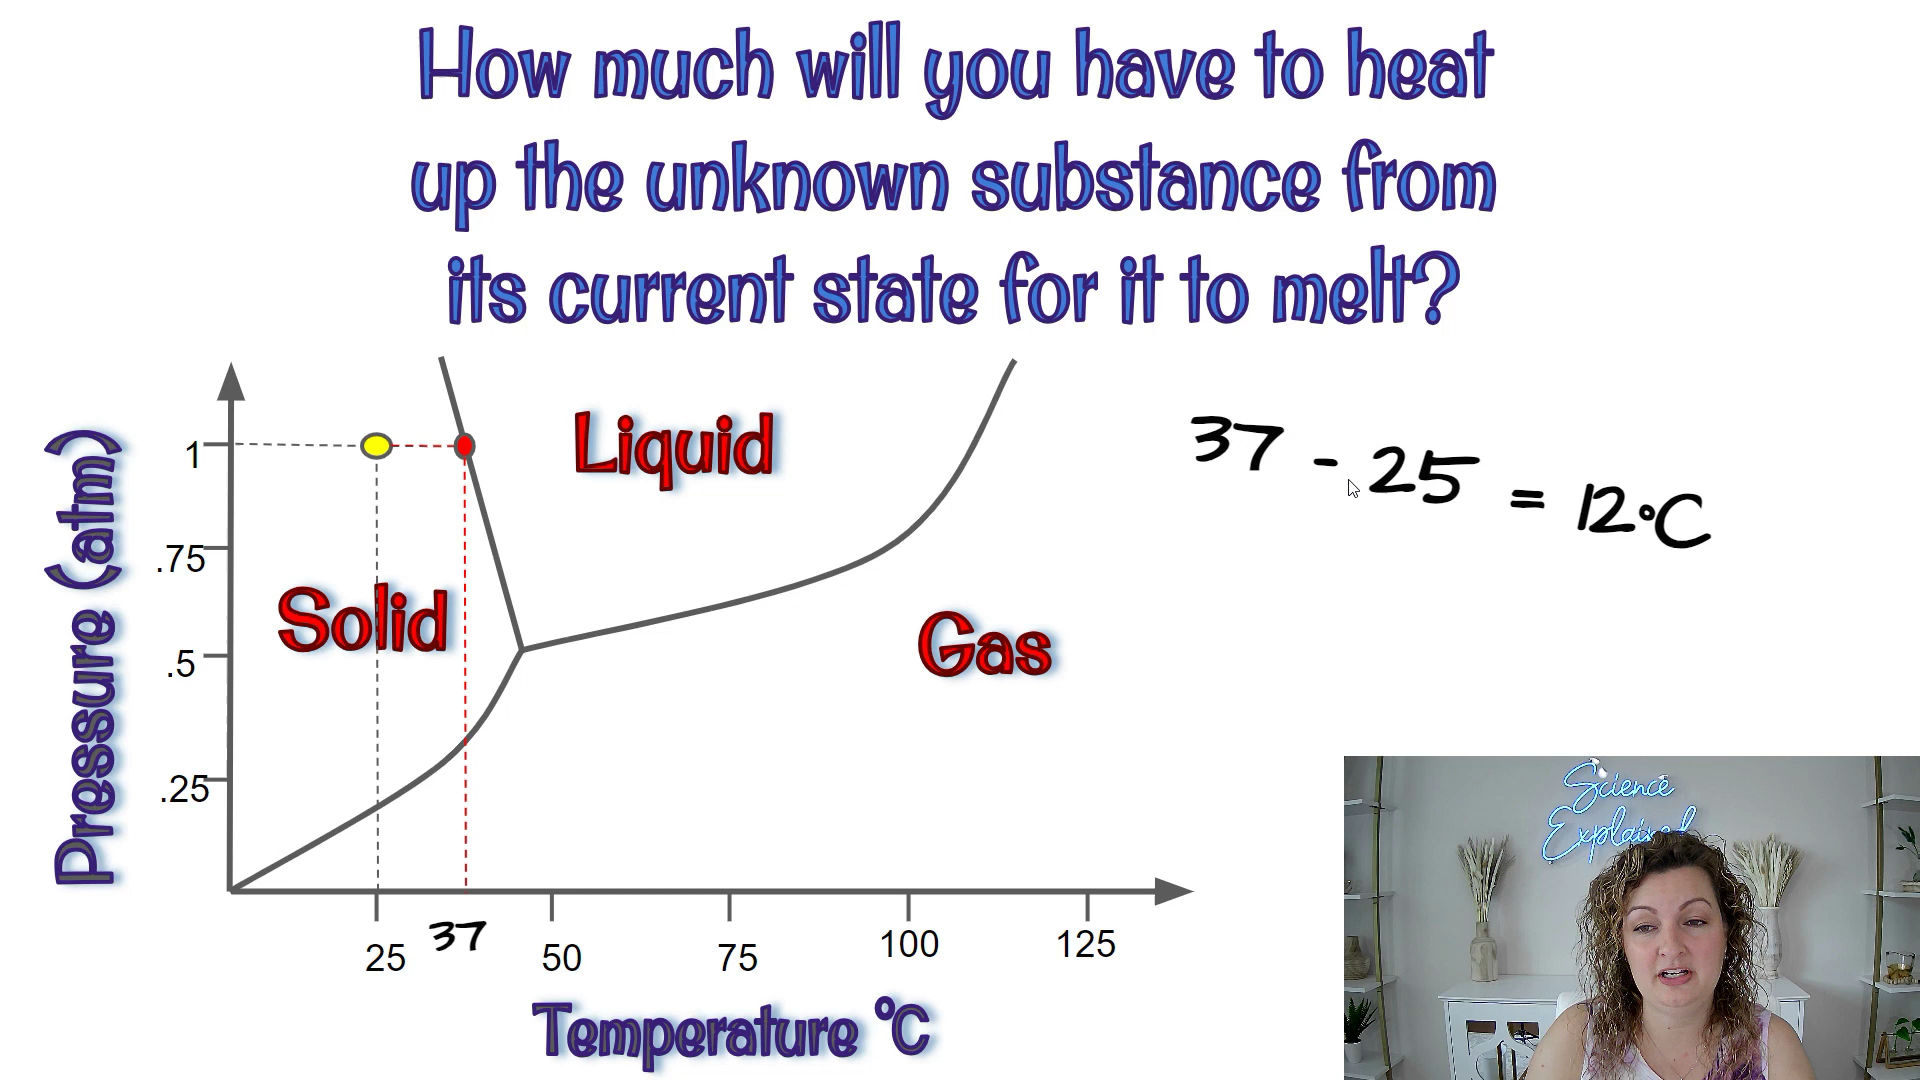 How much will you have to heat
up the unknown substance from
its current state for it to melt?
Pressure (atm)
1
.75
.5
.25
Solid
Liquid
Gas
37 - 25 = 12°C
25
37
50
75
100
125
Temperature °C
Science
Explained